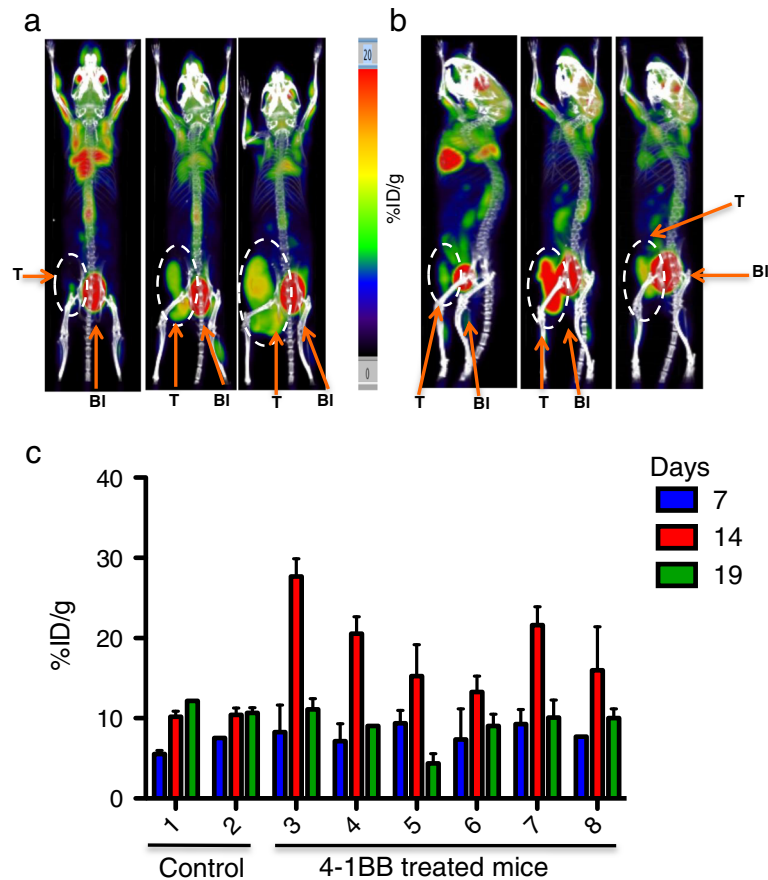 a
b
20
%ID/g
0
T
BI
T
BI
T
BI
T
BI
T
BI
T
BI
c
Days
7
14
19
%ID/g
40
30
20
10
0
1 2 3 4 5 6 7 8
Control
4-1BB treated mice